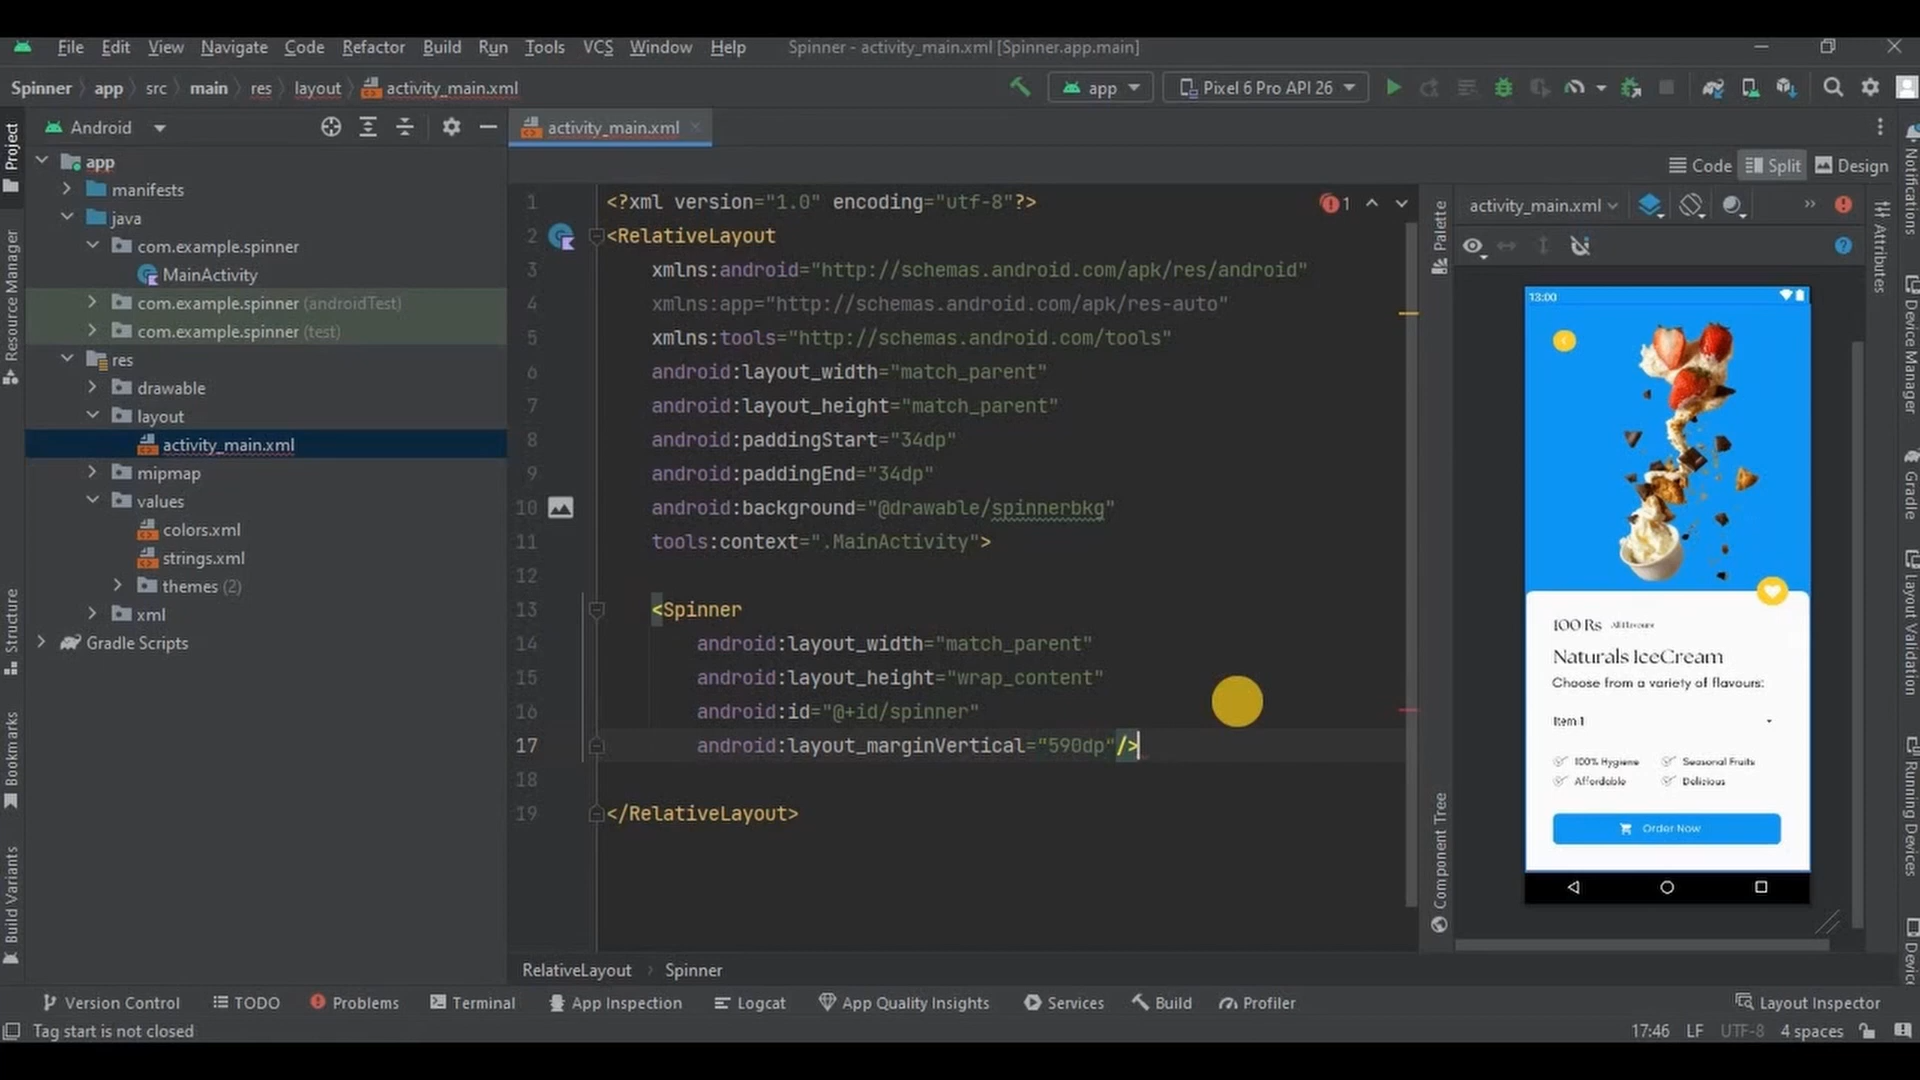 File Edit View Navigate Code Refactor Build Run Tools VCS Window Help Spinner - activity_main.xml [Spinner.app.main]
Spinner app src main res layout activity_main.xml app Pixel 6 Pro API 26
Android
activity_main.xml
Code Split Design
Project
Resource Manager
Structure
Bookmarks
Build Variants
app
manifests
java
com.example.spinner
MainActivity
com.example.spinner (androidTest)
com.example.spinner (test)
res
drawable
layout
activity_main.xml
mipmap
values
colors.xml
strings.xml
themes (2)
xml
Gradle Scripts
1 <?xml version="1.0" encoding="utf-8"?>
2 <RelativeLayout
3 xmlns:android="http://schemas.android.com/apk/res/android"
4 xmlns:app="http://schemas.android.com/apk/res-auto"
5 xmlns:tools="http://schemas.android.com/tools"
6 android:layout_width="match_parent"
7 android:layout_height="match_parent"
8 android:paddingStart="34dp"
9 android:paddingEnd="34dp"
10 android:background="@drawable/spinnerbkg"
11 tools:context=".MainActivity">
12
13 <Spinner
14 android:layout_width="match_parent"
15 android:layout_height="wrap_content"
16 android:id="@+id/spinner"
17 android:layout_marginVertical="590dp"/>
18
19 </RelativeLayout>
1
Palette
Component Tree
activity_main.xml
13:00
100 Rs All flavours
Naturals IceCream
Choose from a variety of flavours:
Item 1
100% Hygiene Seasonal Fruits
Affordable Delicious
Order Now
Notifications
Attributes
Device Manager
Gradle
Layout Validation
Running Devices
RelativeLayout Spinner
Version Control TODO Problems Terminal App Inspection Logcat App Quality Insights Services Build Profiler Layout Inspector
Tag start is not closed 17:46 LF UTF-8 4 spaces